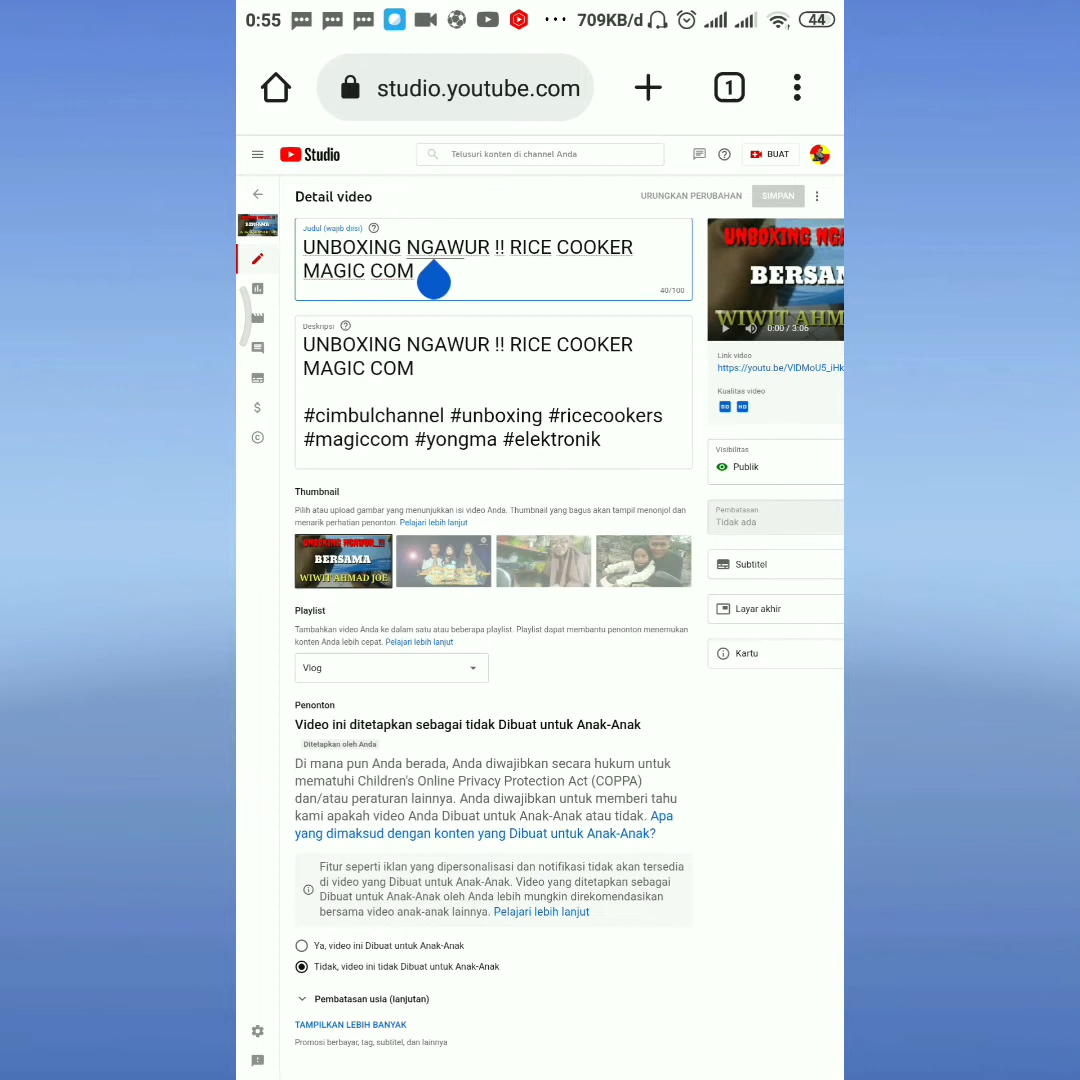 0:55 709KB/d 44
studio.youtube.com 1
Studio Telusuri konten di channel Anda BUAT
Detail video URUNGKAN PERUBAHAN SIMPAN
Judul (wajib diisi)
UNBOXING NGAWUR !! RICE COOKER
MAGIC COM
40/100
Deskripsi
UNBOXING NGAWUR !! RICE COOKER
MAGIC COM
#cimbulchannel #unboxing #ricecookers
#magiccom #yongma #elektronik
UNBOXING NGA
BERSA
WIWIT AHM
0:00 / 3:06
Link video
https://youtu.be/VlDMoU5_iHk
Kualitas video
SD HD
Visibilitas
Publik
Pembatasan
Tidak ada
Subtitel
Layar akhir
Kartu
Thumbnail
Pilih atau upload gambar yang menunjukkan isi video Anda. Thumbnail yang bagus akan tampil menonjol dan
menarik perhatian penonton. Pelajari lebih lanjut
UNBOXING NGAWUR_!!
BERSAMA
WIWIT AHMAD JOE
Playlist
Tambahkan video Anda ke dalam satu atau beberapa playlist. Playlist dapat membantu penonton menemukan
konten Anda lebih cepat. Pelajari lebih lanjut
Vlog
Penonton
Video ini ditetapkan sebagai tidak Dibuat untuk Anak-Anak
Ditetapkan oleh Anda
Di mana pun Anda berada, Anda diwajibkan secara hukum untuk
mematuhi Children's Online Privacy Protection Act (COPPA)
dan/atau peraturan lainnya. Anda diwajibkan untuk memberi tahu
kami apakah video Anda Dibuat untuk Anak-Anak atau tidak. Apa
yang dimaksud dengan konten yang Dibuat untuk Anak-Anak?
Fitur seperti iklan yang dipersonalisasi dan notifikasi tidak akan tersedia
di video yang Dibuat untuk Anak-Anak. Video yang ditetapkan sebagai
Dibuat untuk Anak-Anak oleh Anda lebih mungkin direkomendasikan
bersama video anak-anak lainnya. Pelajari lebih lanjut
Ya, video ini Dibuat untuk Anak-Anak
Tidak, video ini tidak Dibuat untuk Anak-Anak
Pembatasan usia (lanjutan)
TAMPILKAN LEBIH BANYAK
Promosi berbayar, tag, subtitel, dan lainnya